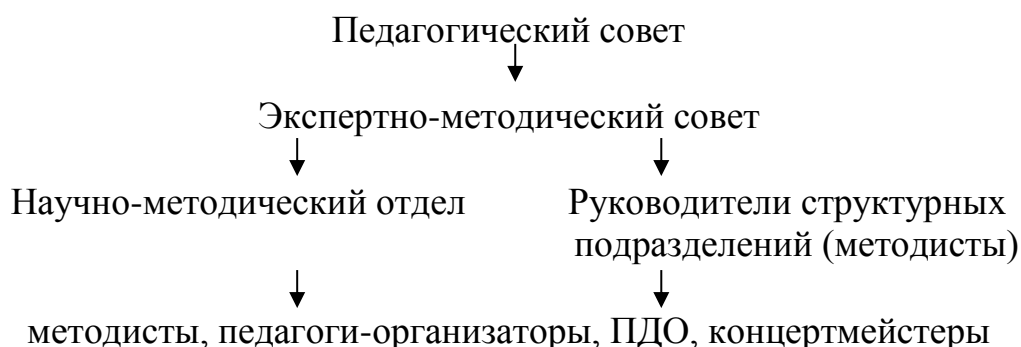 Педагогический совет
Экспертно-методический совет
Научно-методический отдел
Руководители структурных
подразделений (методисты)
методисты, педагоги-организаторы, ПДО, концертмейстеры